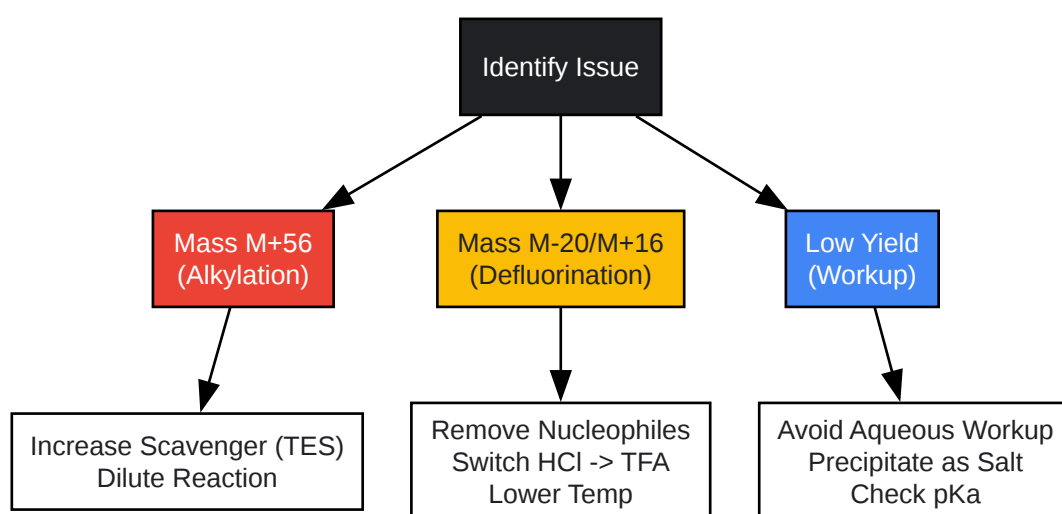 Identify Issue
Mass M+56
(Alkylation)
Mass M-20/M+16
(Defluorination)
Low Yield
(Workup)
Increase Scavenger (TES)
Dilute Reaction
Remove Nucleophiles
Switch HCl -> TFA
Lower Temp
Avoid Aqueous Workup
Precipitate as Salt
Check pKa